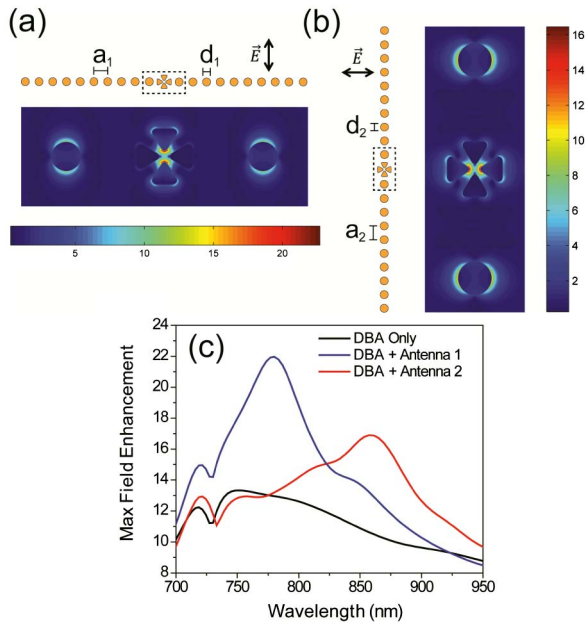 (a)
a1
d1
E
5 10 15 20
(b)
E
d2
a2
16
14
12
10
8
6
4
2
(c)
DBA Only
DBA + Antenna 1
DBA + Antenna 2
Max Field Enhancement
24
22
20
18
16
14
12
10
8
700 750 800 850 900 950
Wavelength (nm)